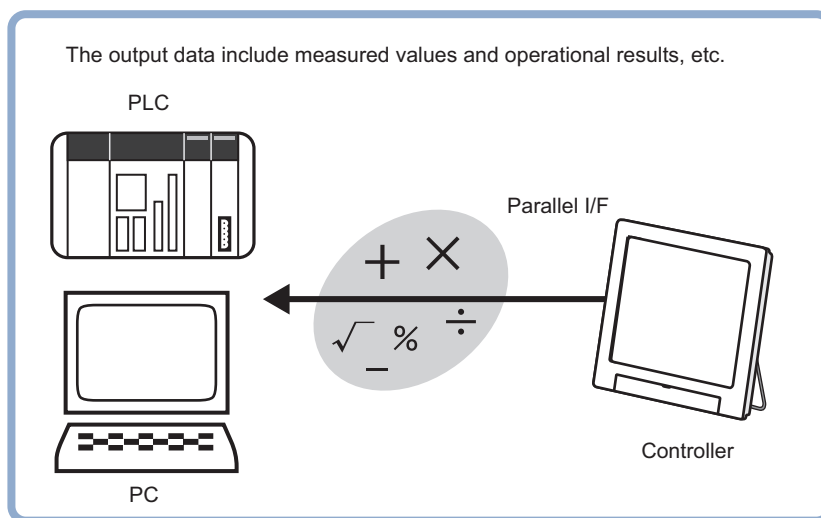 The output data include measured values and operational results, etc.
PLC
Parallel I/F
+ ×
√ % ÷
−
Controller
PC